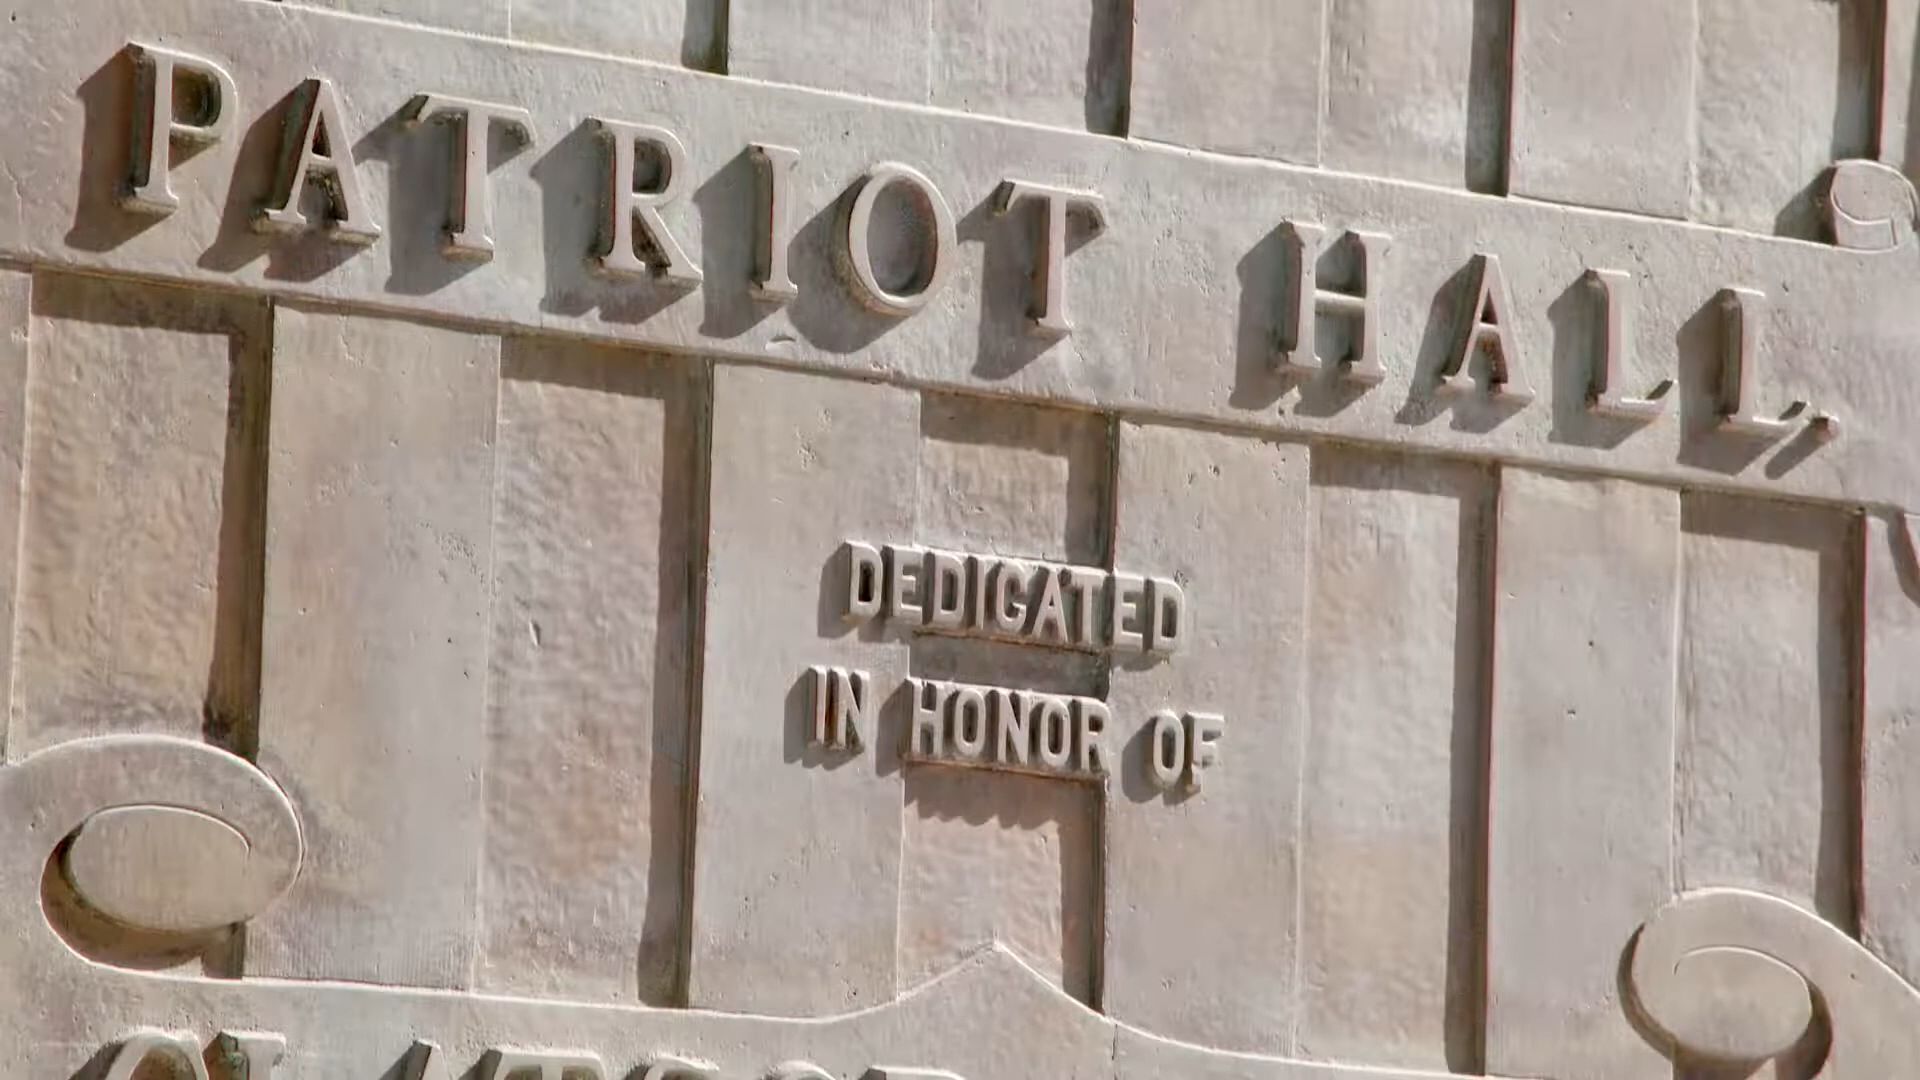 PATRIOT HALL,
DEDICATED
IN HONOR OF